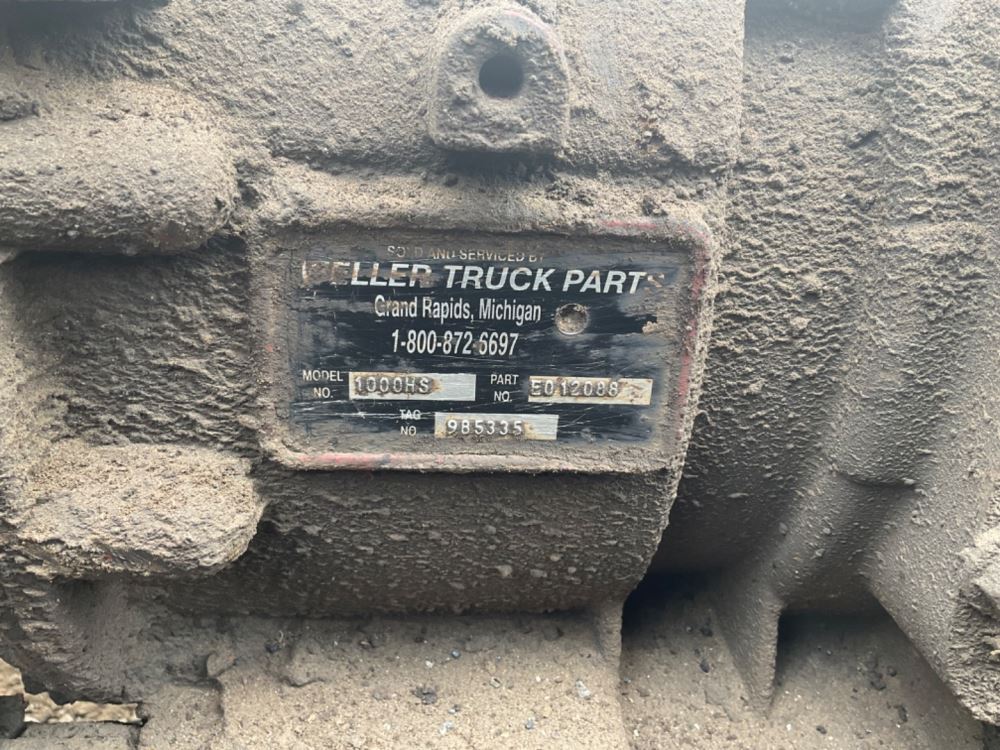 SOLD AND SERVICED BY
WELLER TRUCK PARTS
Grand Rapids, Michigan
1-800-872-6697
MODEL NO. 1000HS PART NO. E012088
TAG NO 985335